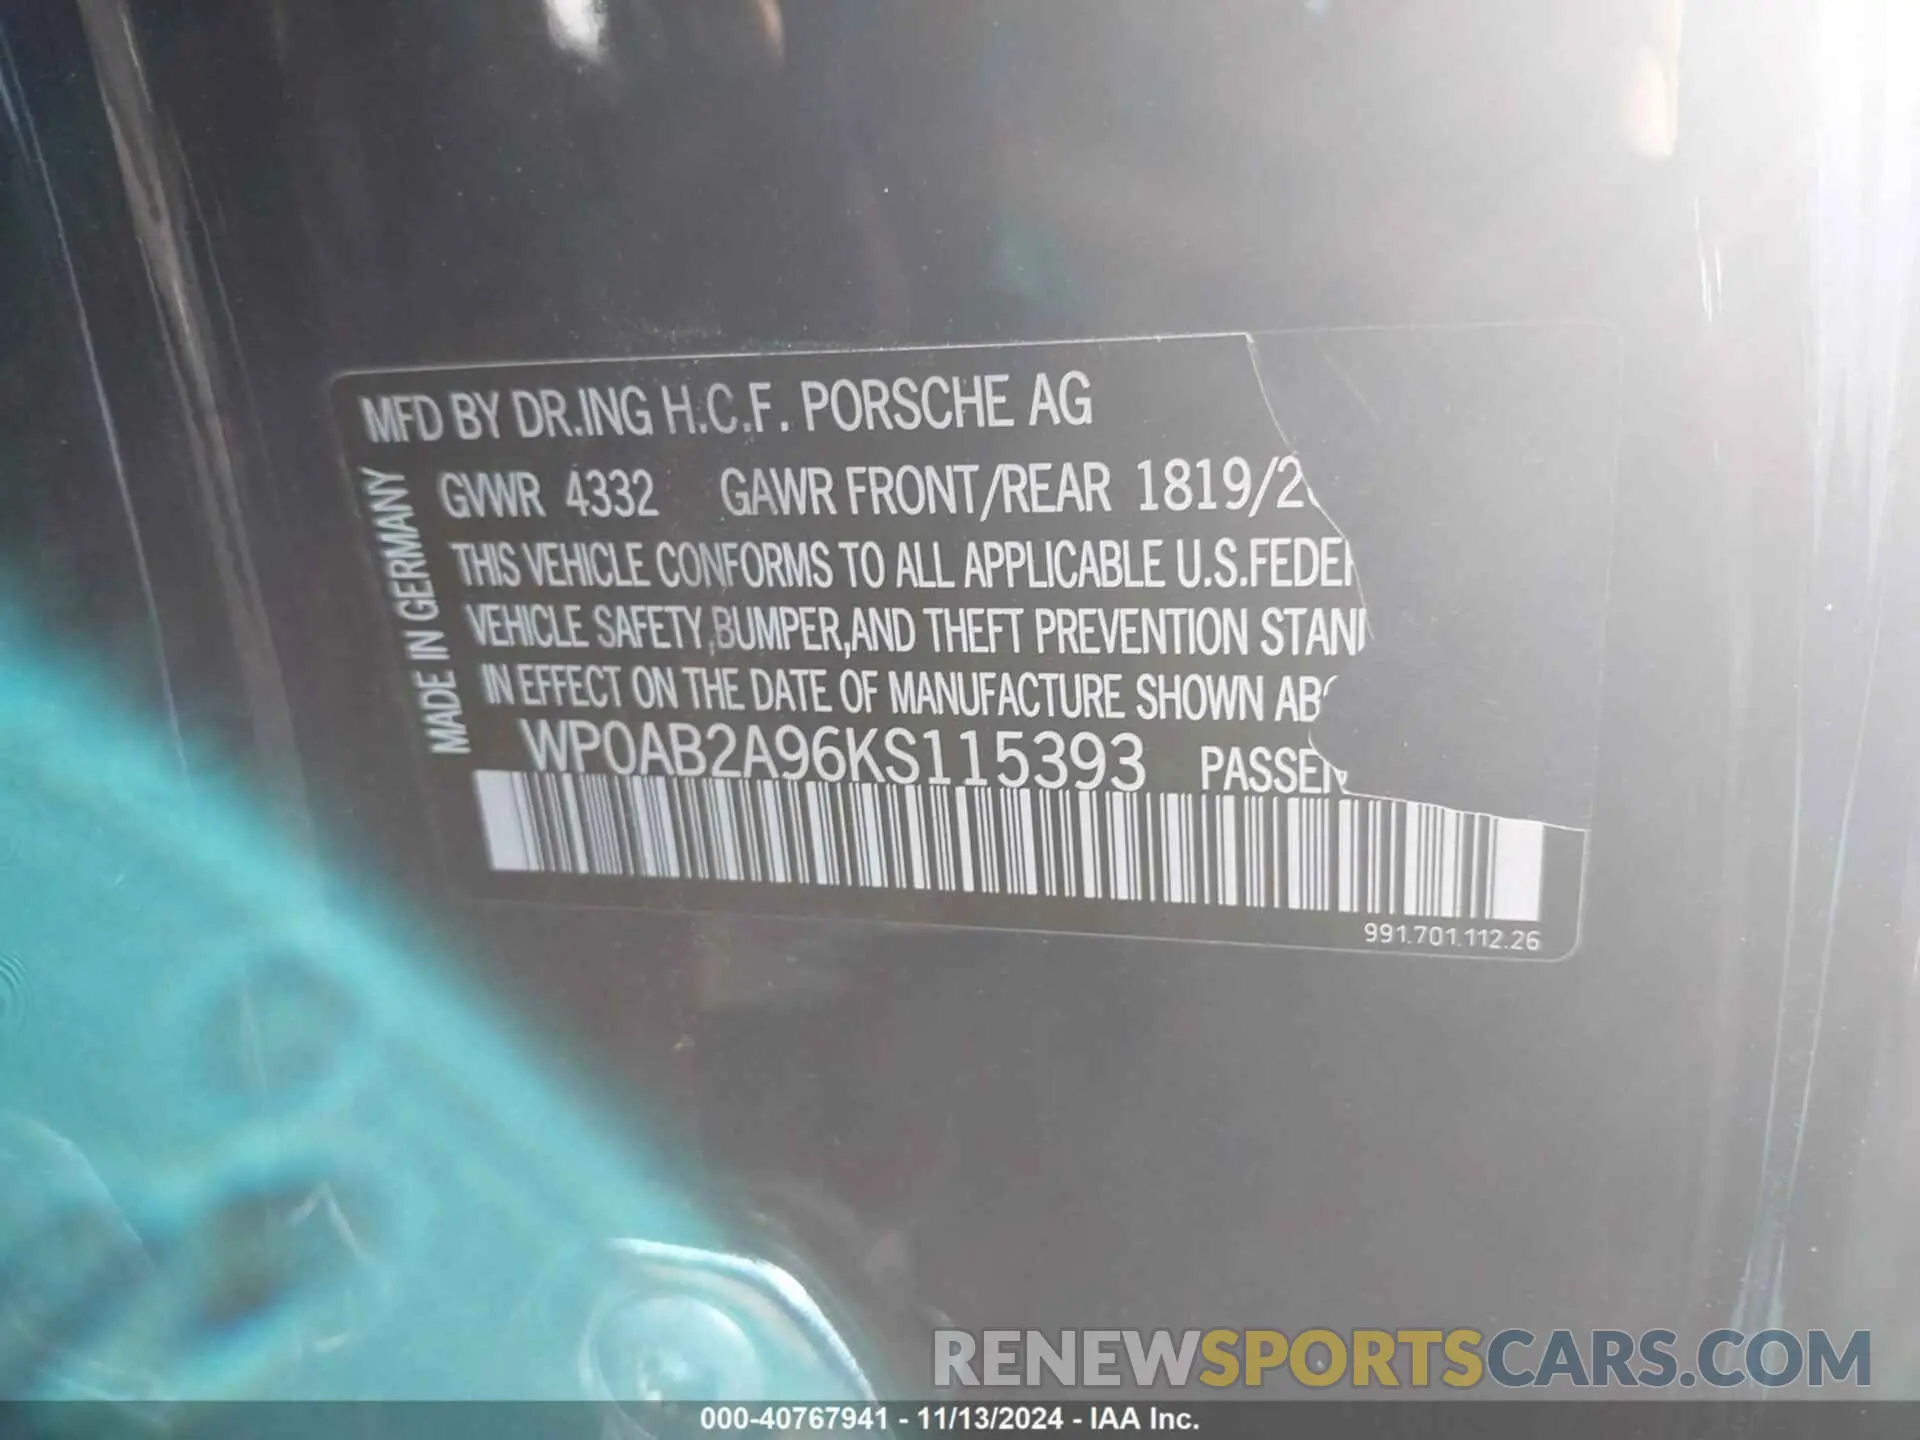 MFD BY DR.ING H.C.F. PORSCHE AG
MADE IN GERMANY
GVWR 4332 GAWR FRONT/REAR 1819/2
THIS VEHICLE CONFORMS TO ALL APPLICABLE U.S.FEDE
VEHICLE SAFETY,BUMPER,AND THEFT PREVENTION STAN
IN EFFECT ON THE DATE OF MANUFACTURE SHOWN AB
WP0AB2A96KS115393 PASSEN
991.701.112.26
RENEWSPORTSCARS.COM
000-40767941 - 11/13/2024 - IAA Inc.